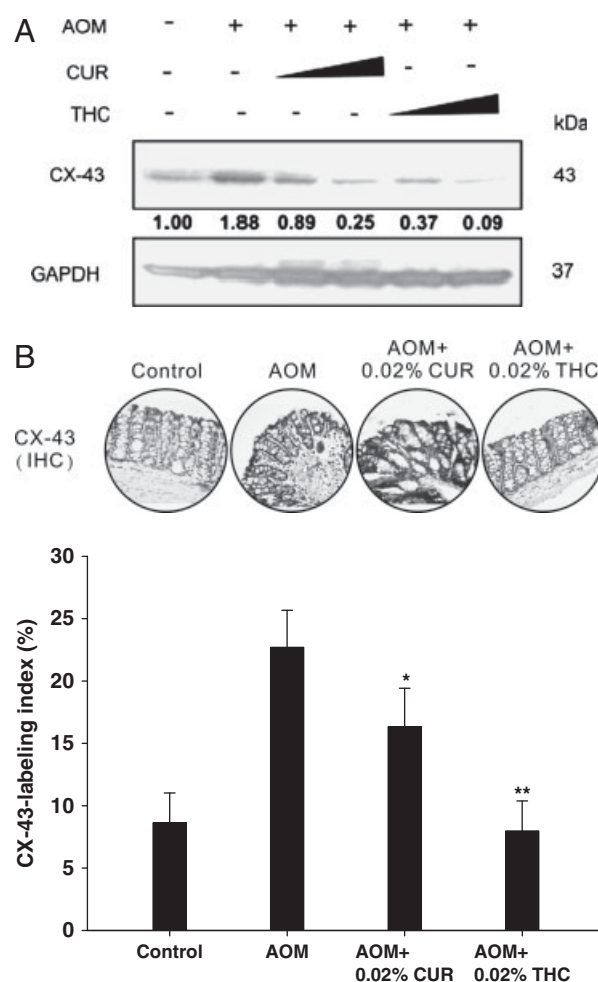 A
AOM - + + + + +
CUR - - - -
THC - - - -
kDa
CX-43 43
1.00 1.88 0.89 0.25 0.37 0.09
GAPDH 37
B
Control AOM AOM+ 0.02% CUR AOM+ 0.02% THC
CX-43
(IHC)
CX-43-labeling index (%)
30
25
20
15
10
5
0
*
**
Control AOM AOM+ AOM+
0.02% CUR 0.02% THC